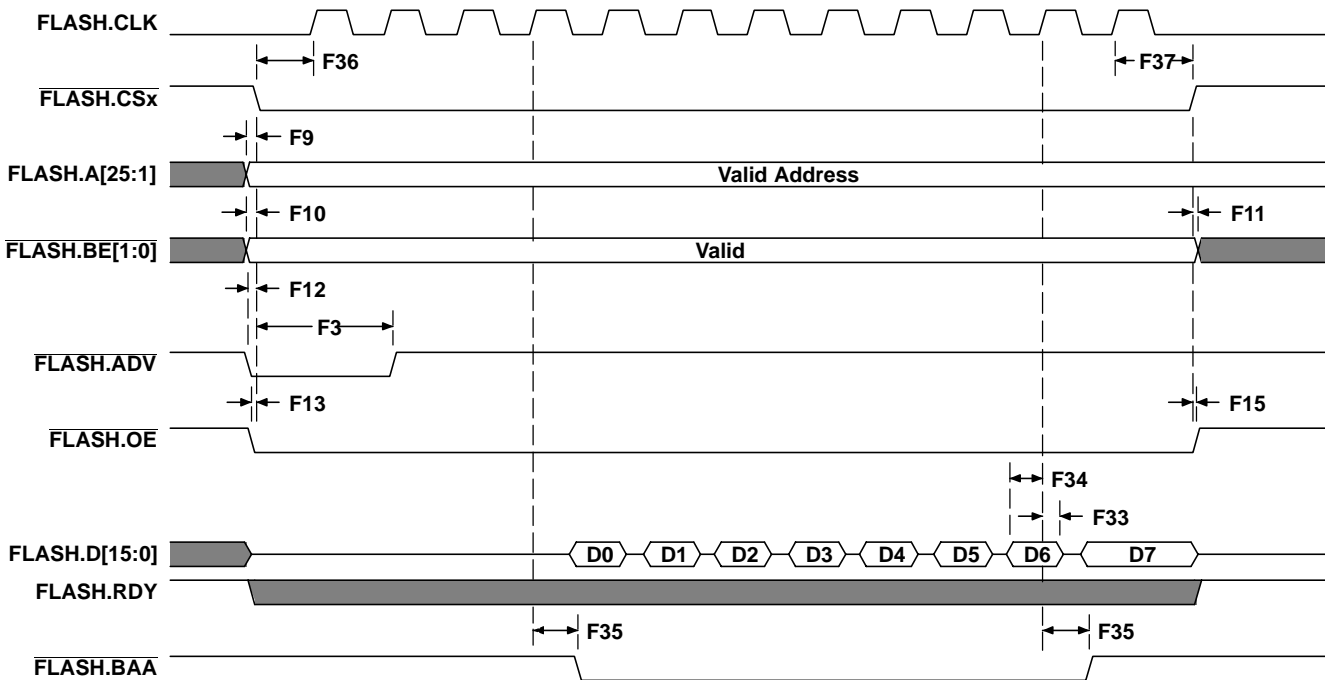 FLASH.CLK
F36
F37
FLASH.CSx
F9
FLASH.A[25:1]
Valid Address
F10
F11
FLASH.BE[1:0]
Valid
F12
F3
FLASH.ADV
F13
F15
FLASH.OE
F34
F33
FLASH.D[15:0]
D0 D1 D2 D3 D4 D5 D6 D7
FLASH.RDY
F35
F35
FLASH.BAA